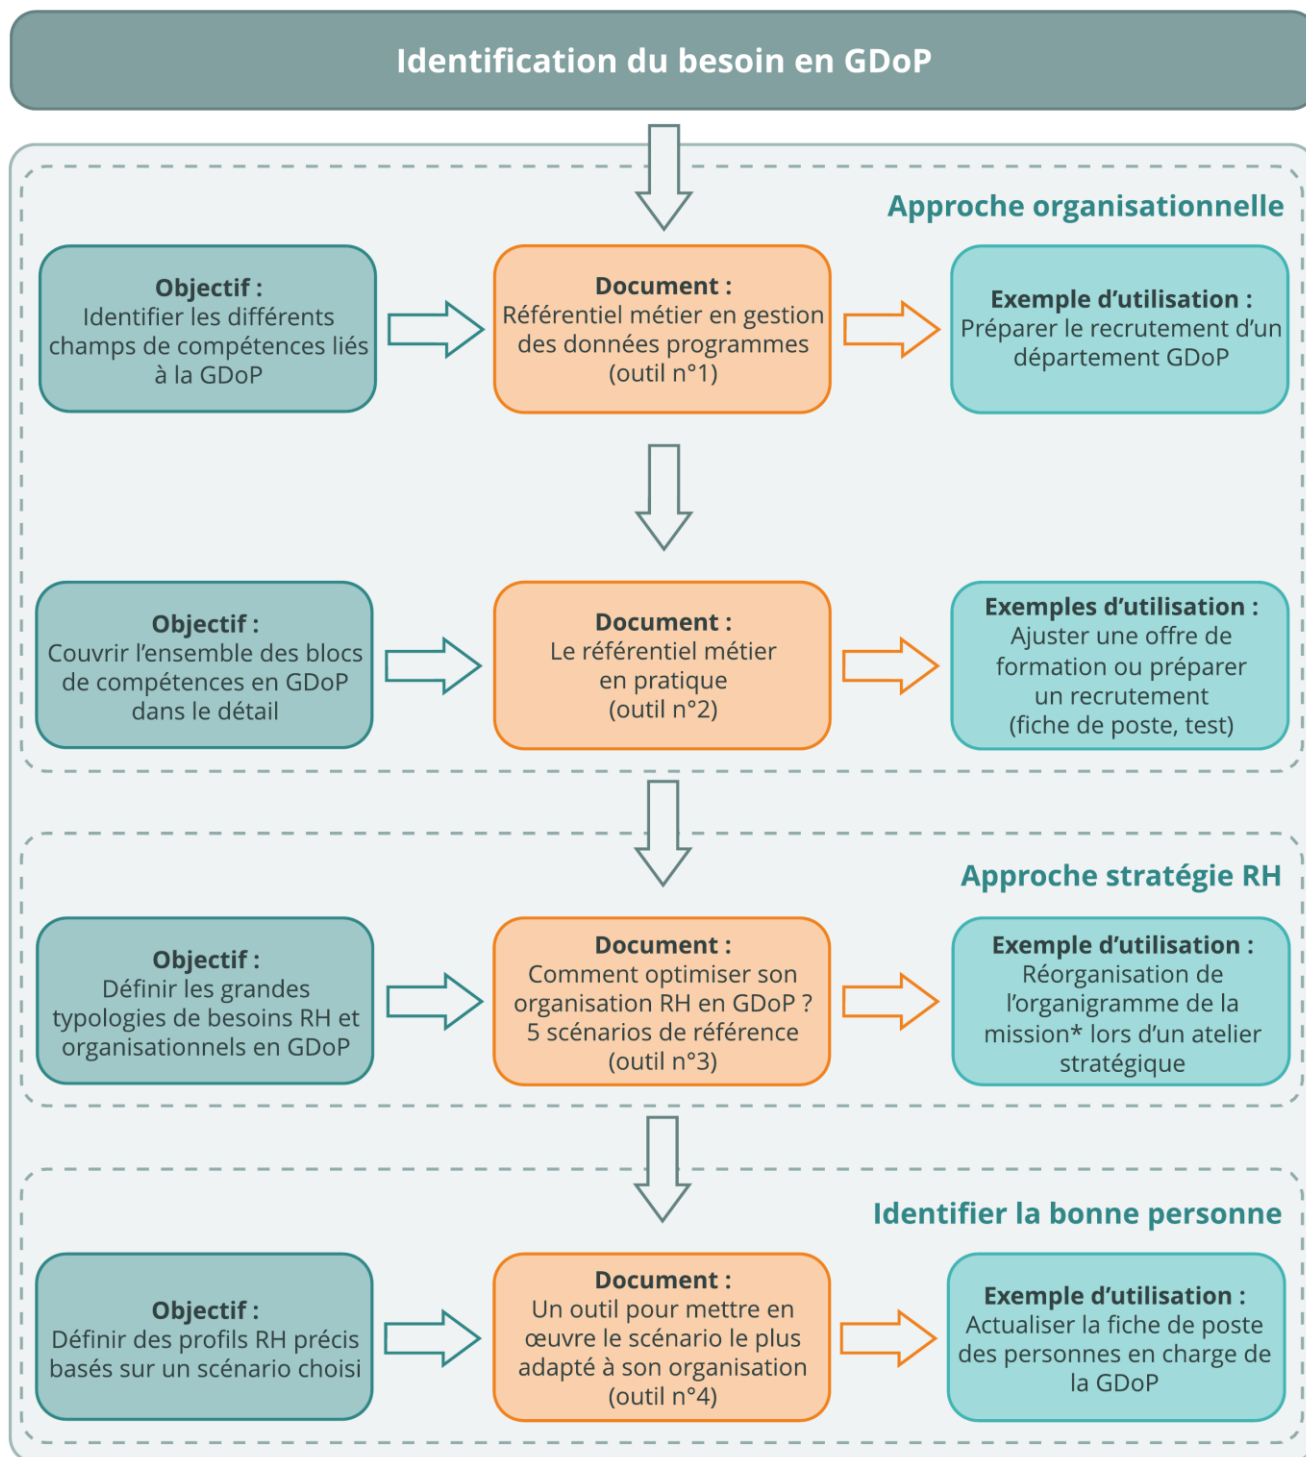 Identification du besoin en GDoP
Approche organisationnelle
Objectif :
Identifier les différents
champs de compétences liés
à la GDoP
Document :
Référentiel métier en gestion
des données programmes
(outil n°1)
Exemple d’utilisation :
Préparer le recrutement d’un
département GDoP
Objectif :
Couvrir l’ensemble des blocs
de compétences en GDoP
dans le détail
Document :
Le référentiel métier
en pratique
(outil n°2)
Exemples d’utilisation :
Ajuster une offre de
formation ou préparer
un recrutement
(fiche de poste, test)
Approche stratégie RH
Objectif :
Définir les grandes
typologies de besoins RH et
organisationnels en GDoP
Document :
Comment optimiser son
organisation RH en GDoP ?
5 scénarios de référence
(outil n°3)
Exemple d’utilisation :
Réorganisation de
l’organigramme de la
mission* lors d’un atelier
stratégique
Identifier la bonne personne
Objectif :
Définir des profils RH précis
basés sur un scénario choisi
Document :
Un outil pour mettre en
œuvre le scénario le plus
adapté à son organisation
(outil n°4)
Exemple d’utilisation :
Actualiser la fiche de poste
des personnes en charge de
la GDoP